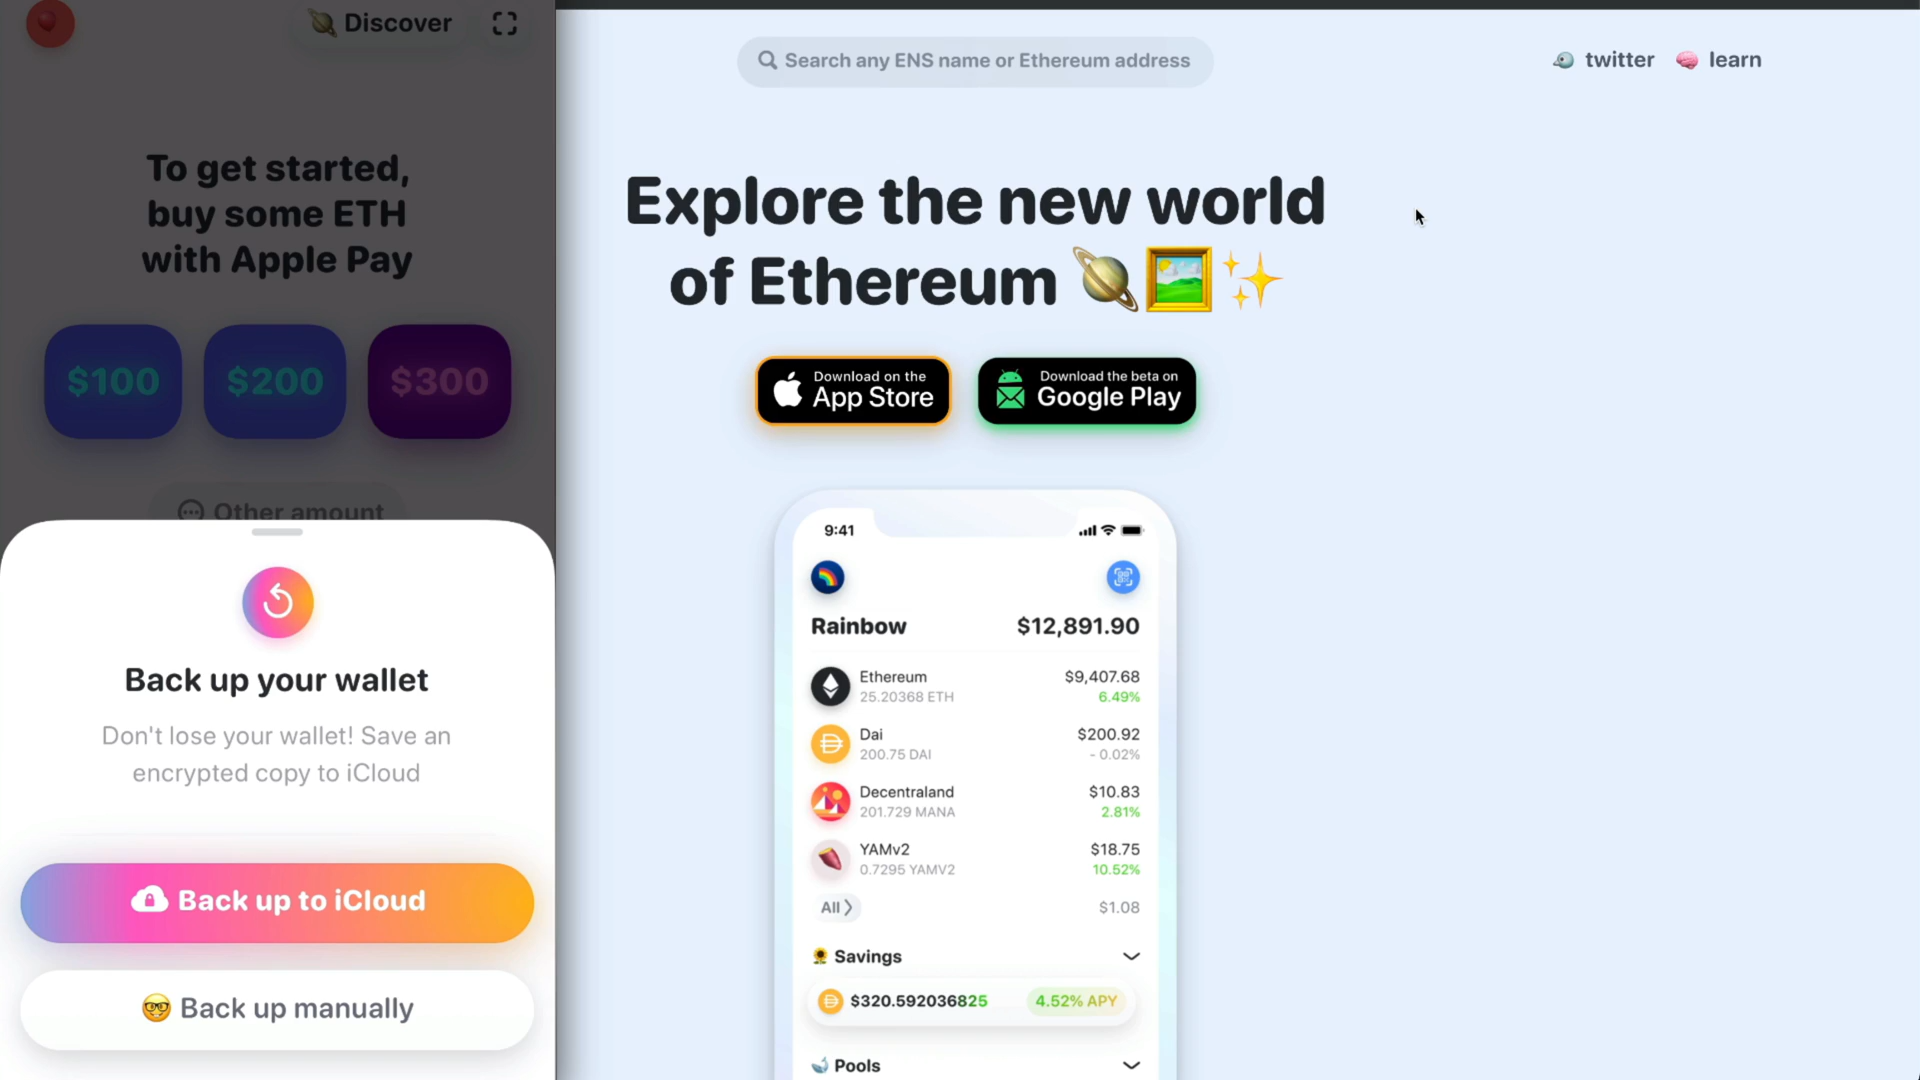 Discover
To get started,
buy some ETH
with Apple Pay
$100
$200
$300
Other amount
Back up your wallet
Don't lose your wallet! Save an
encrypted copy to iCloud
Back up to iCloud
Back up manually
Search any ENS name or Ethereum address
twitter
learn
Explore the new world
of Ethereum
Download on the
App Store
Download the beta on
Google Play
9:41
Rainbow
$12,891.90
Ethereum
$9,407.68
25.20368 ETH
6.49%
Dai
$200.92
200.75 DAI
- 0.02%
Decentraland
$10.83
201.729 MANA
2.81%
YAMv2
$18.75
0.7295 YAMV2
10.52%
All
$1.08
Savings
$320.592036825
4.52% APY
Pools